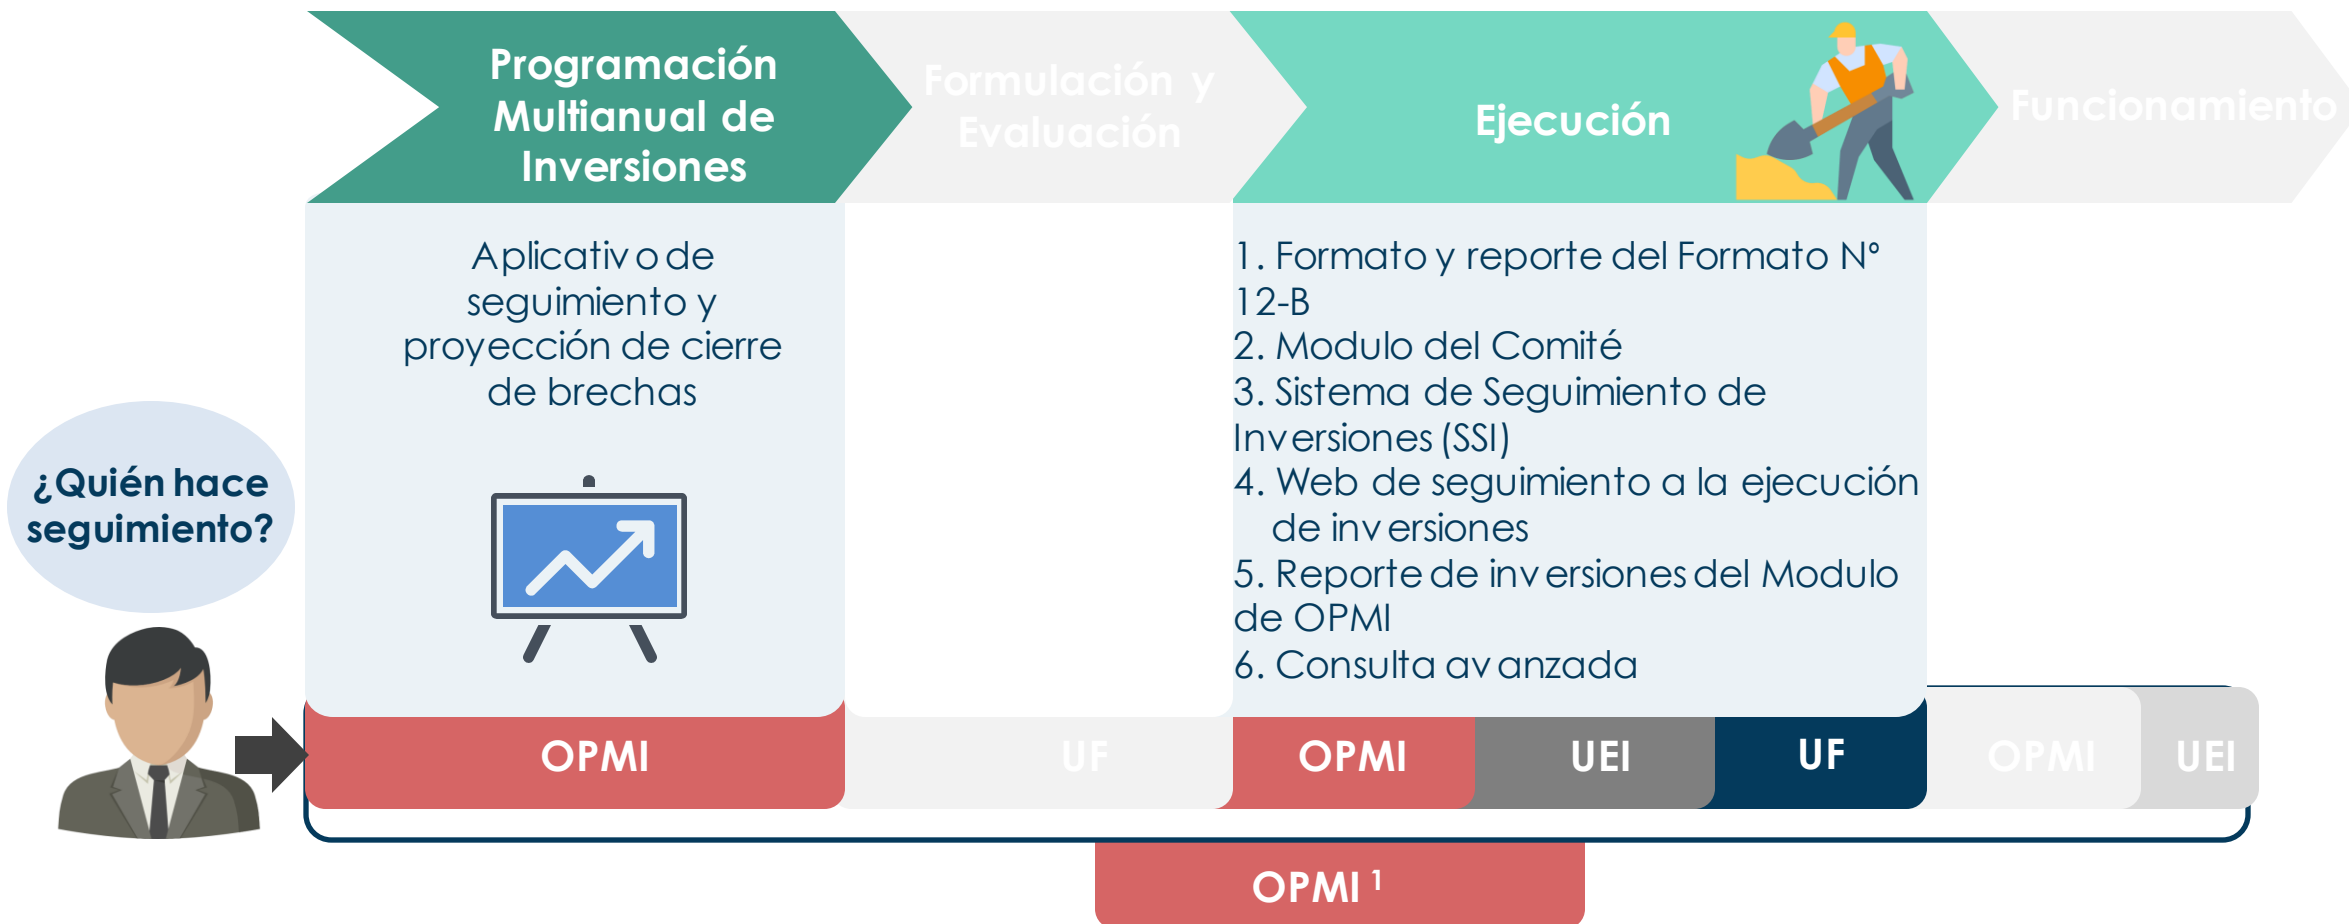 Programación
Multianual de
Inversiones
Formulación y
Evaluación
Ejecución
Funcionamiento
Aplicativo de
seguimiento y
proyección de cierre
de brechas
1. Formato y reporte del Formato N°
12-B
2. Modulo del Comité
3. Sistema de Seguimiento de
Inversiones (SSI)
4. Web de seguimiento a la ejecución
de inversiones
5. Reporte de inversiones del Modulo
de OPMI
6. Consulta avanzada
¿Quién hace
seguimiento?
OPMI
UF
OPMI
UEI
UF
OPMI
UEI
OPMI ¹